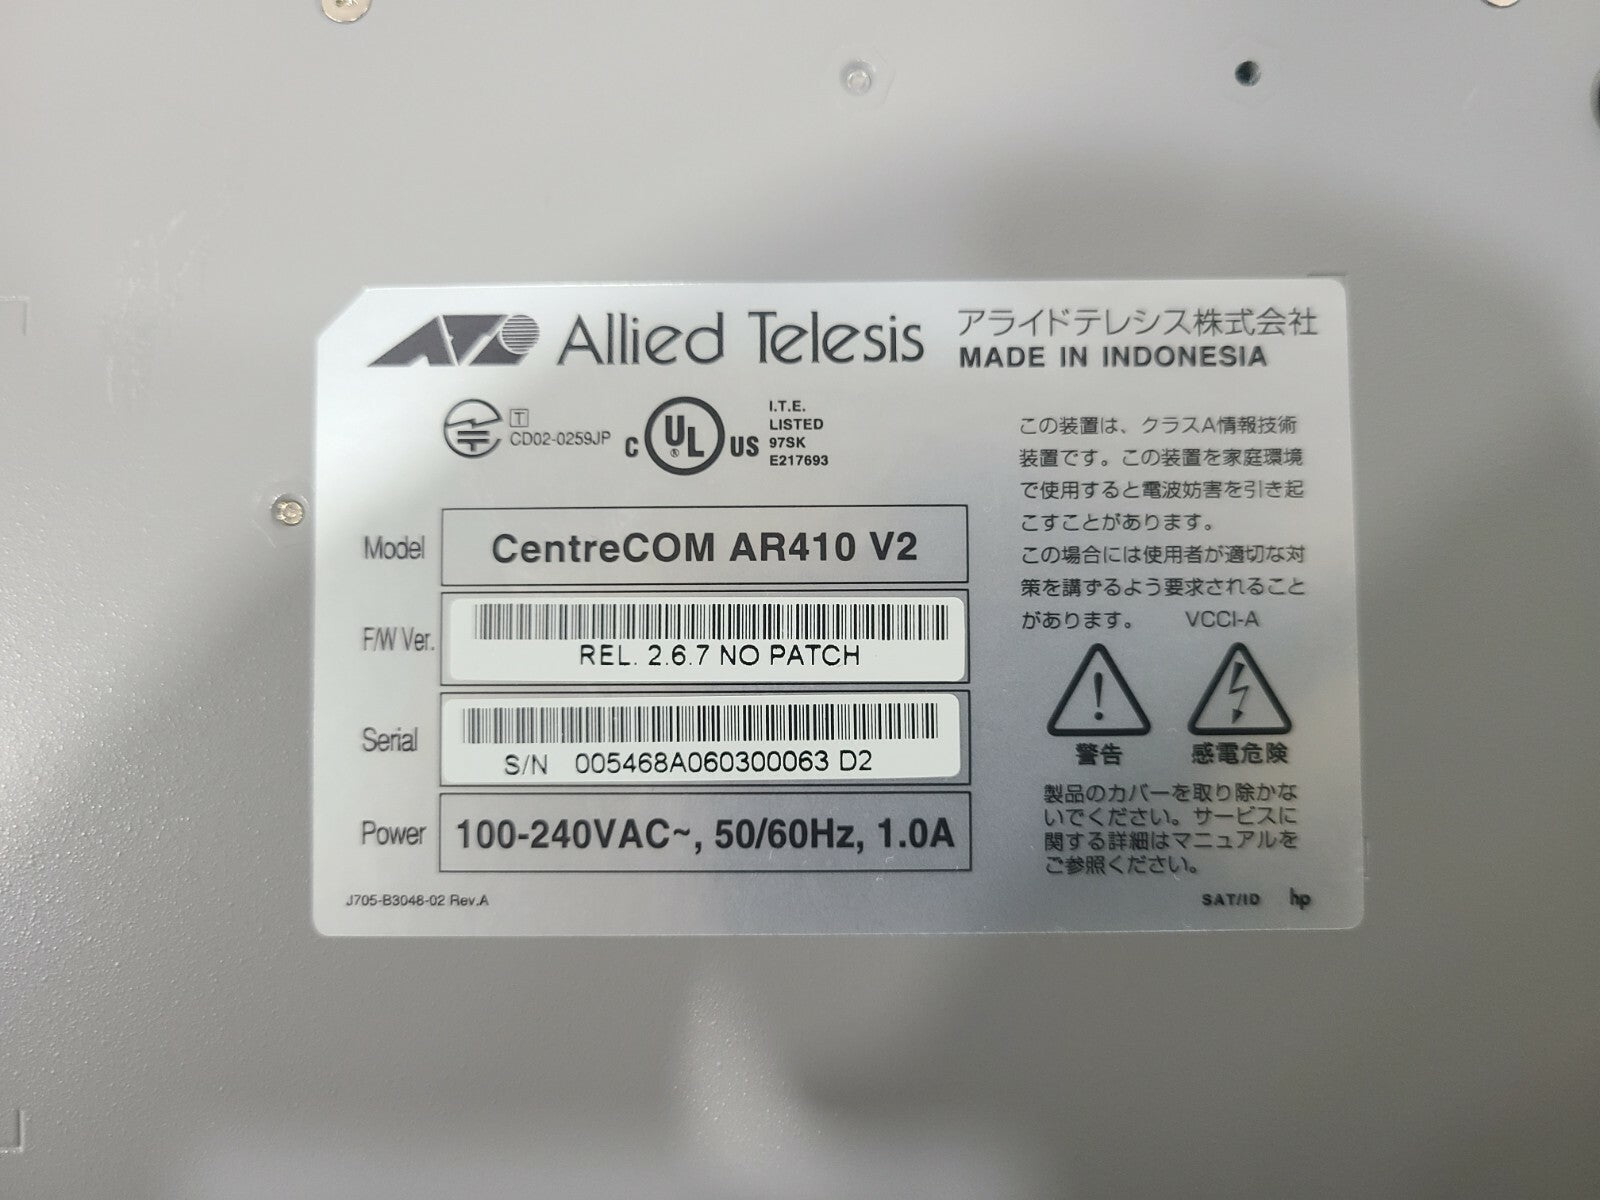 Allied Telesis
アライドテレシス株式会社
MADE IN INDONESIA
T
CD02-0259JP
C UL ® US
I.T.E.
LISTED
97SK
E217693
Model CentreCOM AR410 V2
F/W Ver. REL. 2.6.7 NO PATCH
Serial S/N 005468A060300063 D2
Power 100-240VAC~, 50/60Hz, 1.0A
J705-B3048-02 Rev.A
この装置は、クラスA情報技術
装置です。この装置を家庭環境
で使用すると電波妨害を引き起
こすことがあります。
この場合には使用者が適切な対
策を講ずるよう要求されること
があります。 VCCI-A
警告 感電危険
製品のカバーを取り除かな
いでください。サービスに
関する詳細はマニュアルを
ご参照ください。
SAT/ID hp